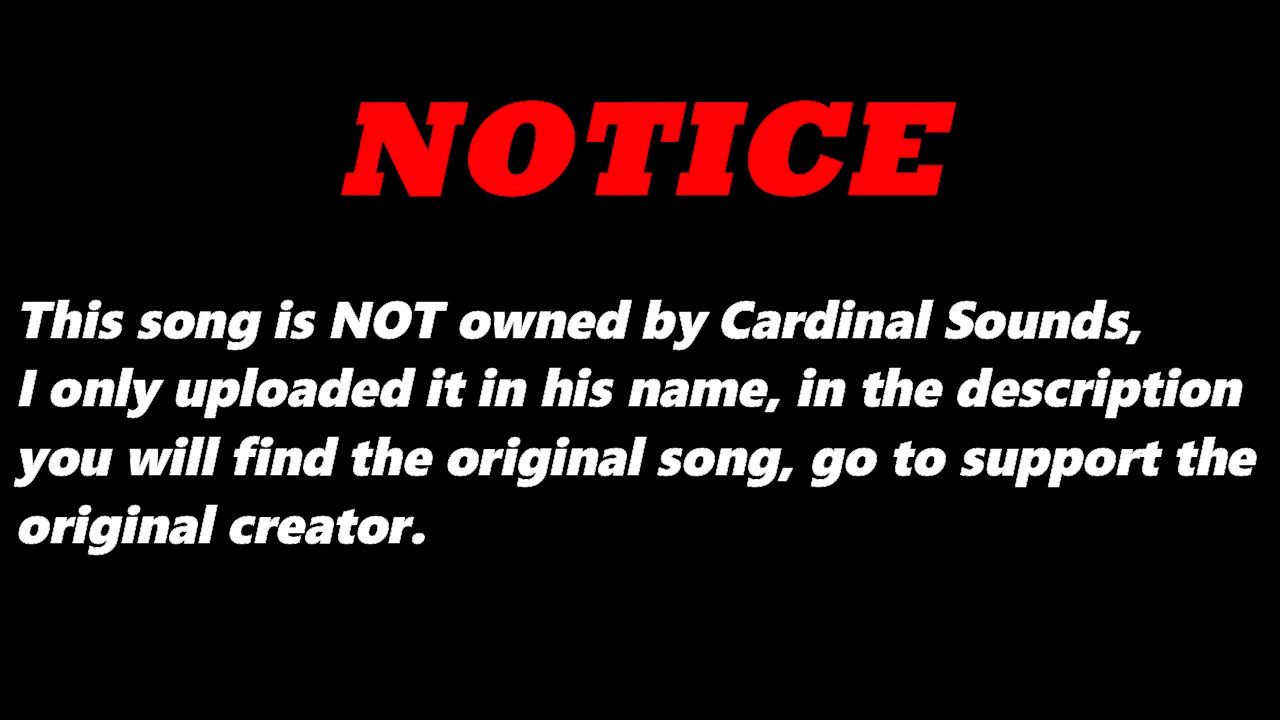 NOTICE
This song is NOT owned by Cardinal Sounds,
I only uploaded it in his name, in the description
you will find the original song, go to support the
original creator.